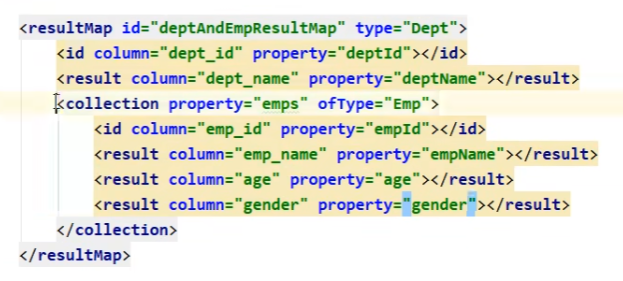 <resultMap id="deptAndEmpResultMap" type="Dept">
<id column="dept_id" property="deptId"></id>
<result column="dept_name" property="deptName"></result>
<collection property="emps" ofType="Emp">
<id column="emp_id" property="empId"></id>
<result column="emp_name" property="empName"></result>
<result column="age" property="age"></result>
<result column="gender" property="gender"></result>
</collection>
</resultMap>